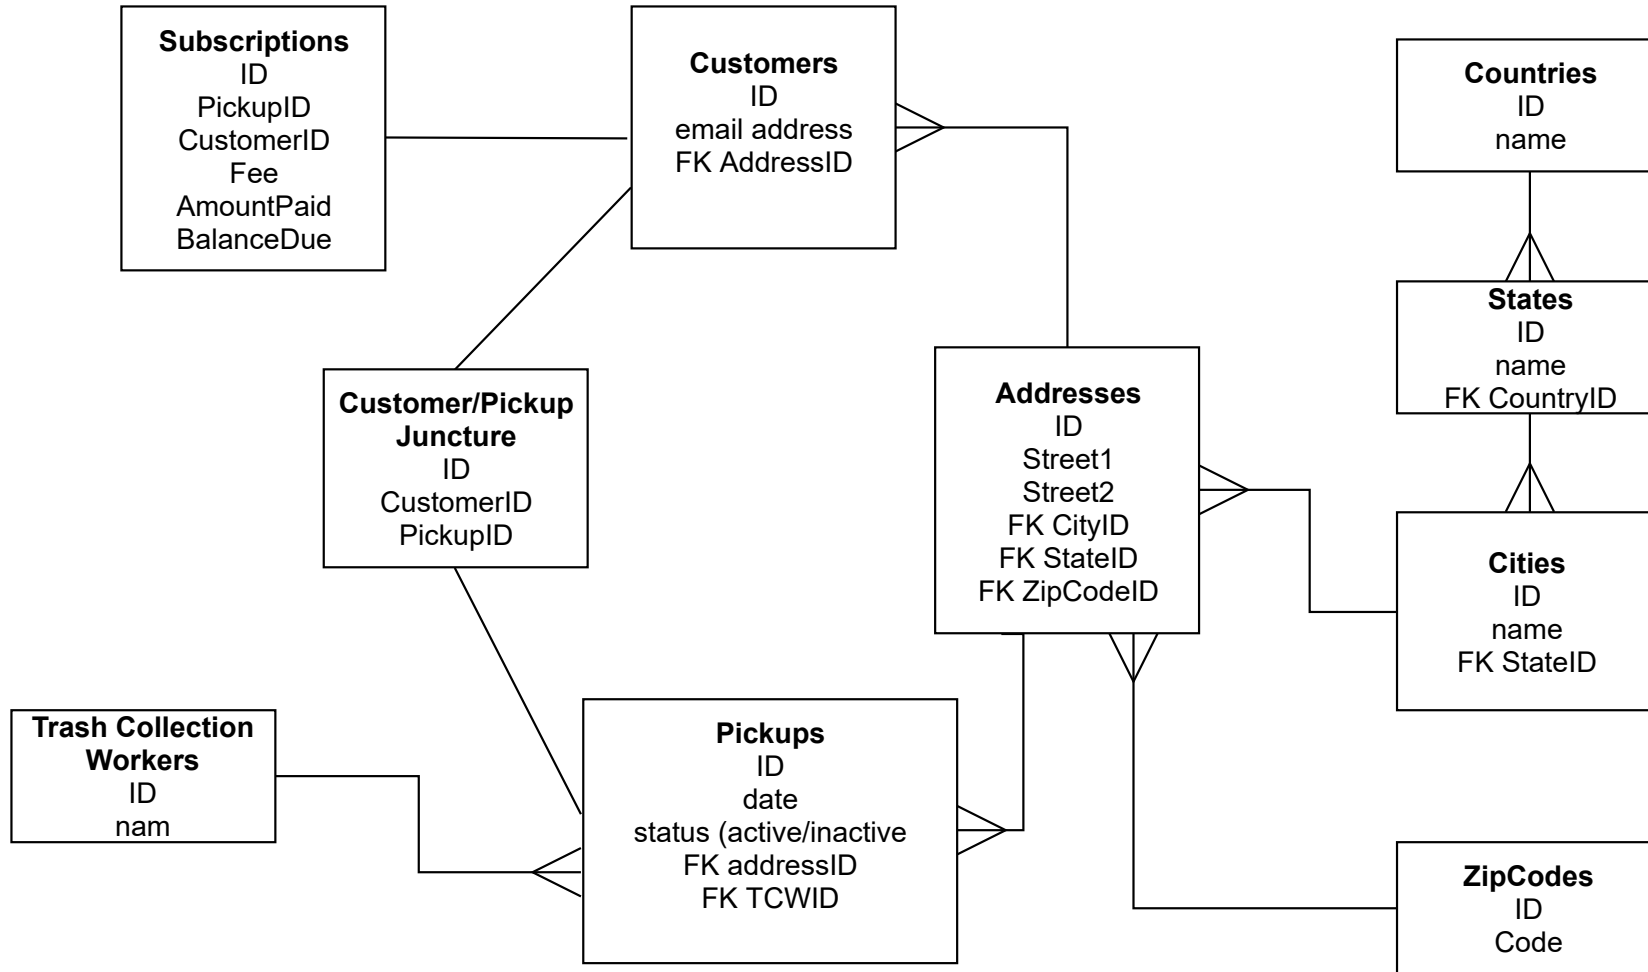 Subscriptions
ID
PickupID
CustomerID
Fee
AmountPaid
BalanceDue
Customers
ID
email address
FK AddressID
Countries
ID
name
States
ID
name
FK CountryID
Customer/Pickup
Juncture
ID
CustomerID
PickupID
Addresses
ID
Street1
Street2
FK CityID
FK StateID
FK ZipCodeID
Cities
ID
name
FK StateID
Trash Collection
Workers
ID
nam
Pickups
ID
date
status (active/inactive
FK addressID
FK TCWID
ZipCodes
ID
Code